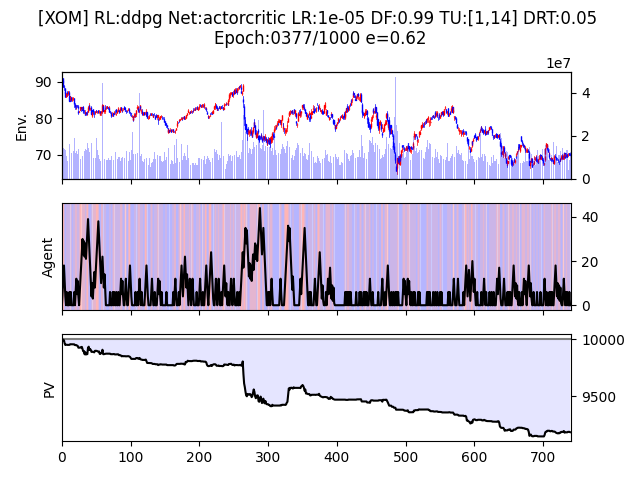 [XOM] RL:ddpg Net:actorcritic LR:1e-05 DF:0.99 TU:[1,14] DRT:0.05
Epoch:0377/1000 e=0.62
1e7
90
80
70
Env.
4
2
0
Agent
40
20
0
PV
10000
9500
0 100 200 300 400 500 600 700